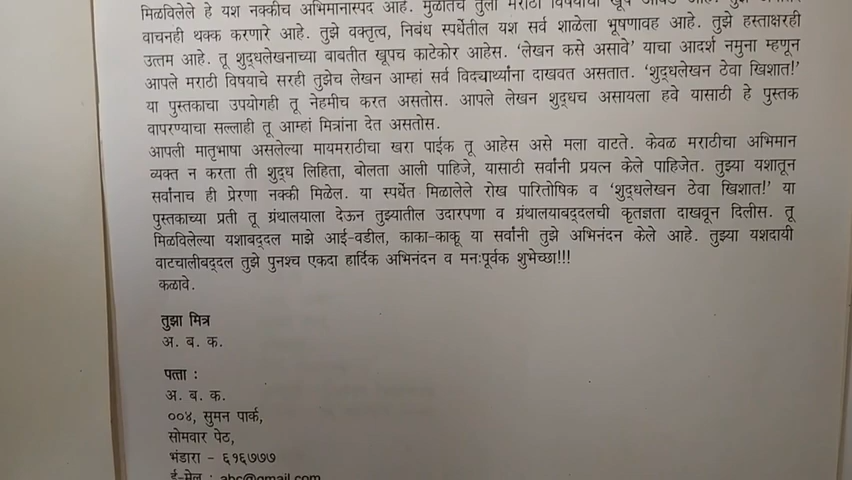 मिळविलेले हे यश नक्कीच अभिमानास्पद आहे. मुळातच तुला मराठी विषयाची खूप
वाचनही थक्क करणारे आहे. तुझे वक्तृत्व, निबंध स्पर्धेतील यश सर्व शाळेला भूषणावह आहे. तुझे हस्ताक्षरही
उत्तम आहे. तू शुद्धलेखनाच्या बाबतीत खूपच काटेकोर आहेस. ‘लेखन कसे असावे’ याचा आदर्श नमुना म्हणून
आपले मराठी विषयाचे सरही तुझेच लेखन आम्हां सर्व विद्यार्थ्यांना दाखवत असतात. ‘शुद्धलेखन ठेवा खिशात!’
या पुस्तकाचा उपयोगही तू नेहमीच करत असतोस. आपले लेखन शुद्धच असायला हवे यासाठी हे पुस्तक
वापरण्याचा सल्लाही तू आम्हां मित्रांना देत असतोस.
आपली मातृभाषा असलेल्या मायमराठीचा खरा पाईक तू आहेस असे मला वाटते. केवळ मराठीचा अभिमान
व्यक्त न करता ती शुद्ध लिहिता, बोलता आली पाहिजे, यासाठी सर्वांनी प्रयत्न केले पाहिजेत. तुझ्या यशातून
सर्वांनाच ही प्रेरणा नक्की मिळेल. या स्पर्धेत मिळालेले रोख पारितोषिक व ‘शुद्धलेखन ठेवा खिशात!’ या
पुस्तकाच्या प्रती तू ग्रंथालयाला देऊन तुझ्यातील उदारपणा व ग्रंथालयाबद्दलची कृतज्ञता दाखवून दिलीस. तू
मिळविलेल्या यशाबद्दल माझे आई-वडील, काका-काकू या सर्वांनी तुझे अभिनंदन केले आहे. तुझ्या यशदायी
वाटचालीबद्दल तुझे पुनश्च एकदा हार्दिक अभिनंदन व मनःपूर्वक शुभेच्छा!!!
कळावे.
तुझा मित्र
अ. ब. क.
पत्ता :
अ. ब. क.
००४, सुमन पार्क,
सोमवार पेठ,
भंडारा - ६१६७७७
ई-मेल : abc@gmail.com